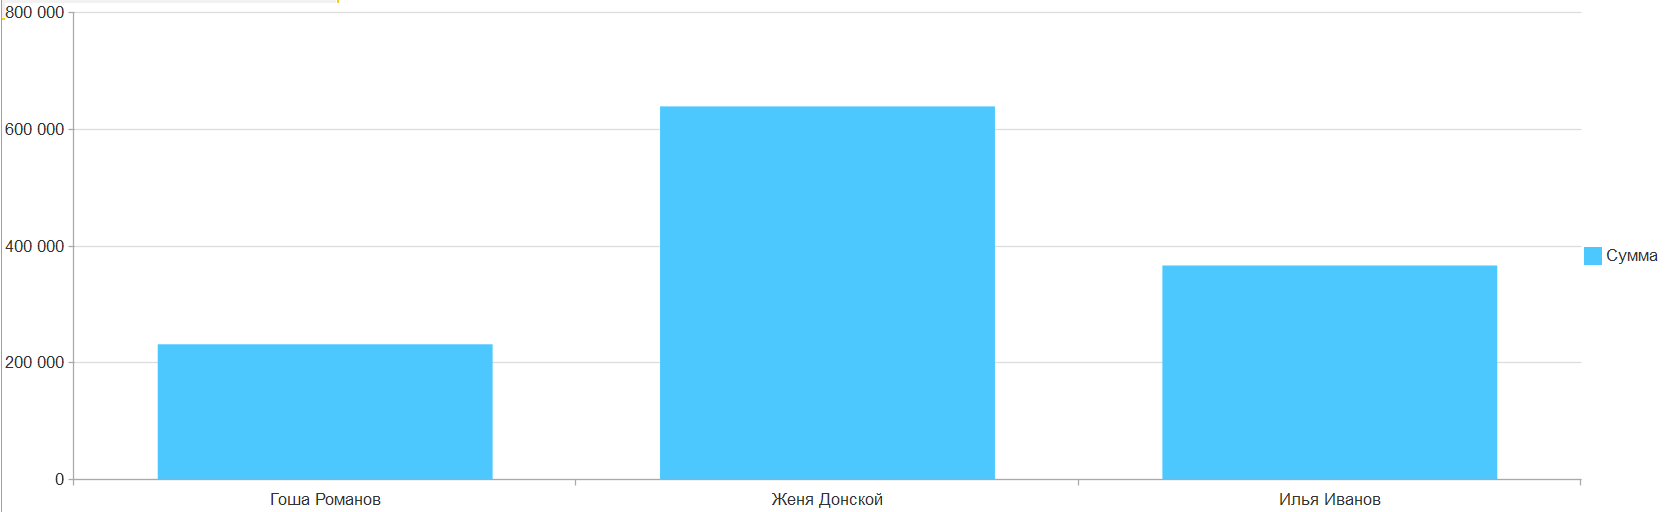 800 000
600 000
400 000
200 000
0
Гоша Романов
Женя Донской
Илья Иванов
Сумма